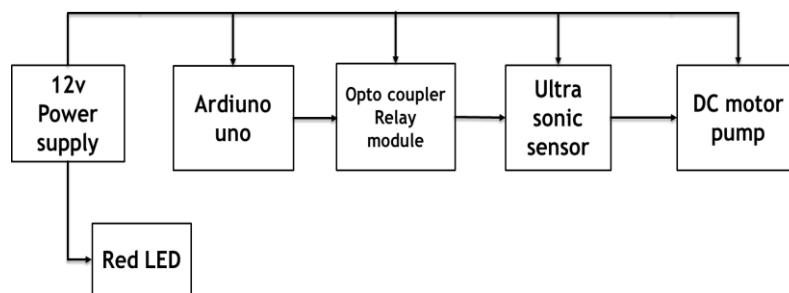 12v
Power
supply
Ardiuno
uno
Opto coupler
Relay
module
Ultra
sonic
sensor
DC motor
pump
Red LED